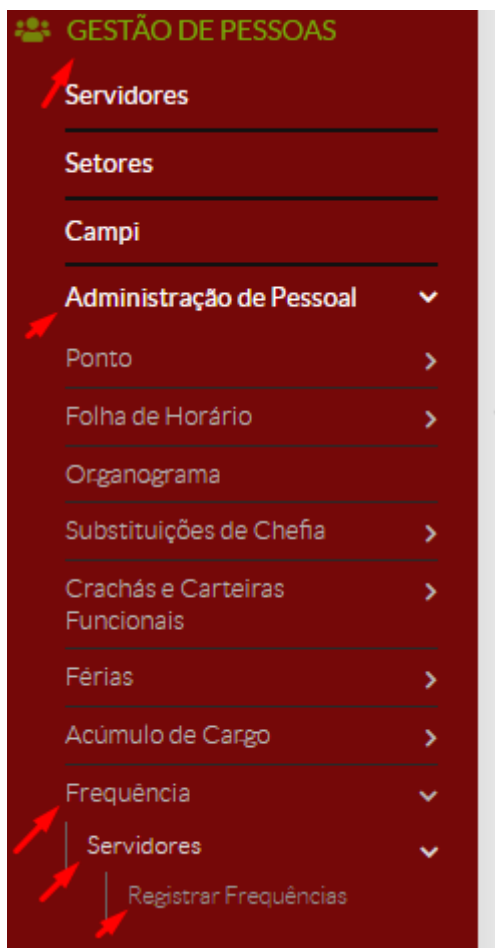 GESTÃO DE PESSOAS
Servidores
Setores
Campi
Administração de Pessoal
Ponto
Folha de Horário
Organograma
Substituições de Chefia
Crachás e Carteiras
Funcionais
Férias
Acúmulo de Cargo
Frequência
Servidores
Registrar Frequências